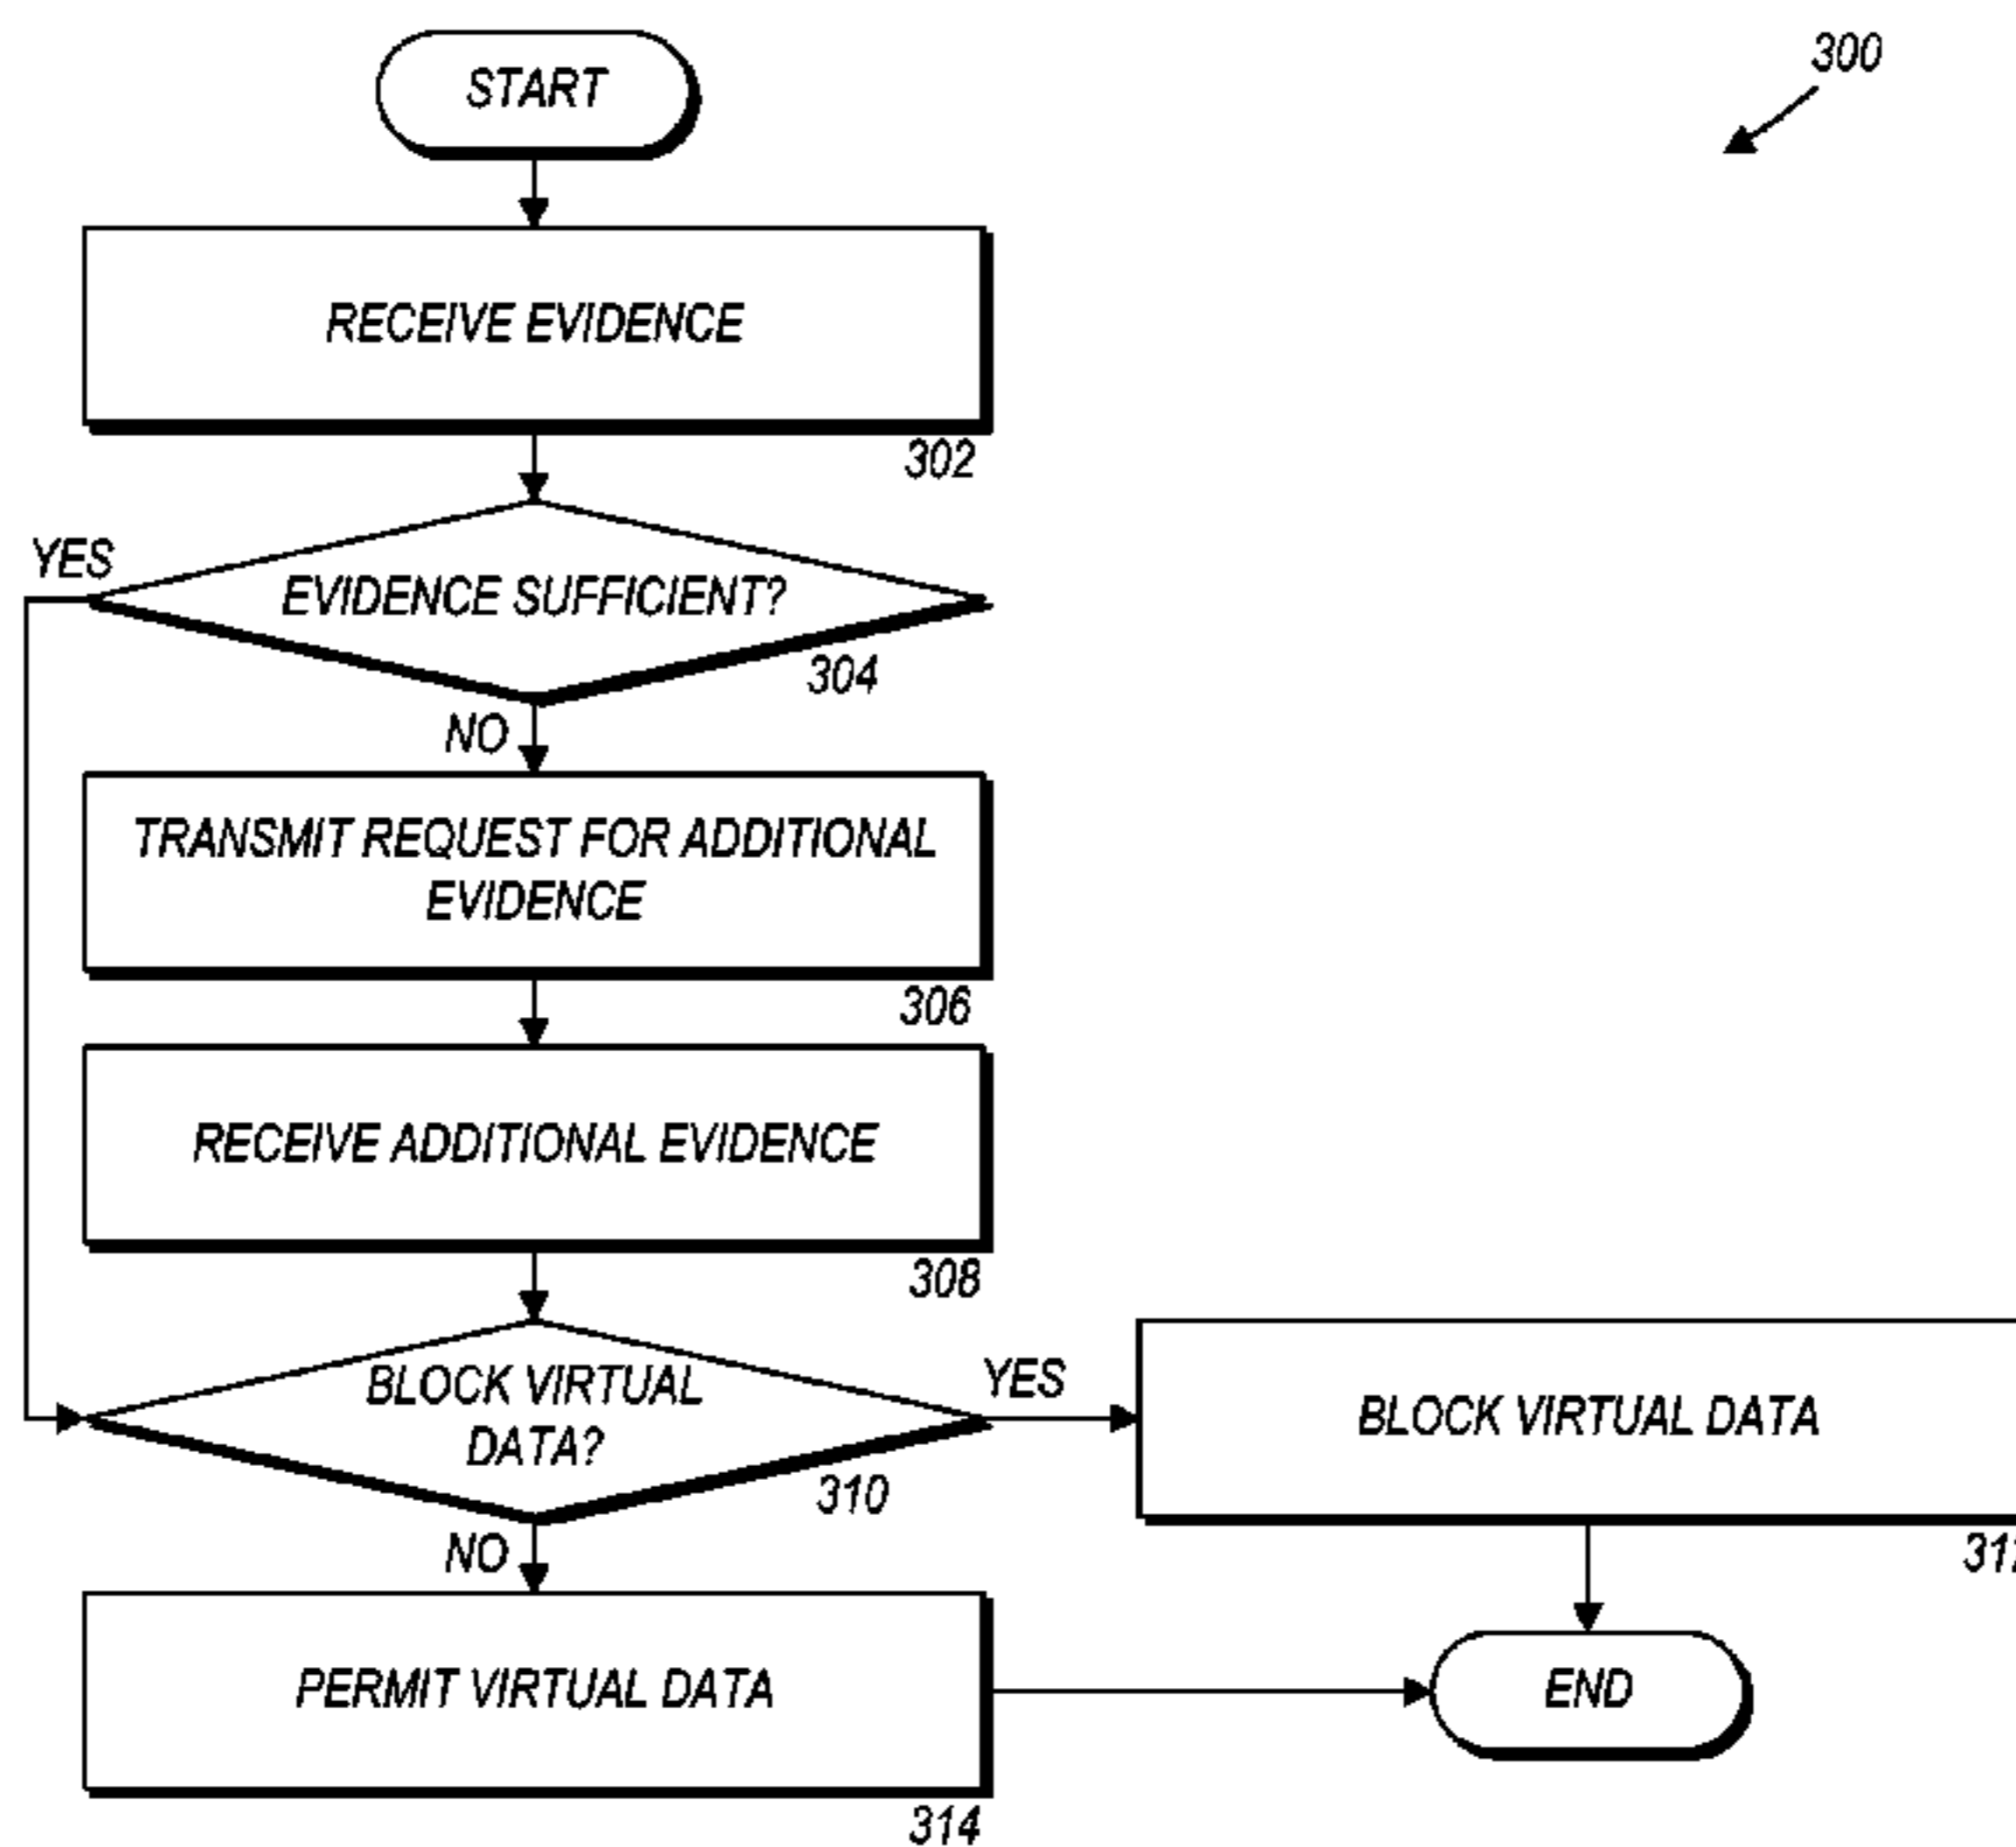 START
300
RECEIVE EVIDENCE
302
YES
EVIDENCE SUFFICIENT?
304
NO
TRANSMIT REQUEST FOR ADDITIONAL
EVIDENCE
306
RECEIVE ADDITIONAL EVIDENCE
308
BLOCK VIRTUAL
DATA?
310
YES
BLOCK VIRTUAL DATA
NO
PERMIT VIRTUAL DATA
314
END